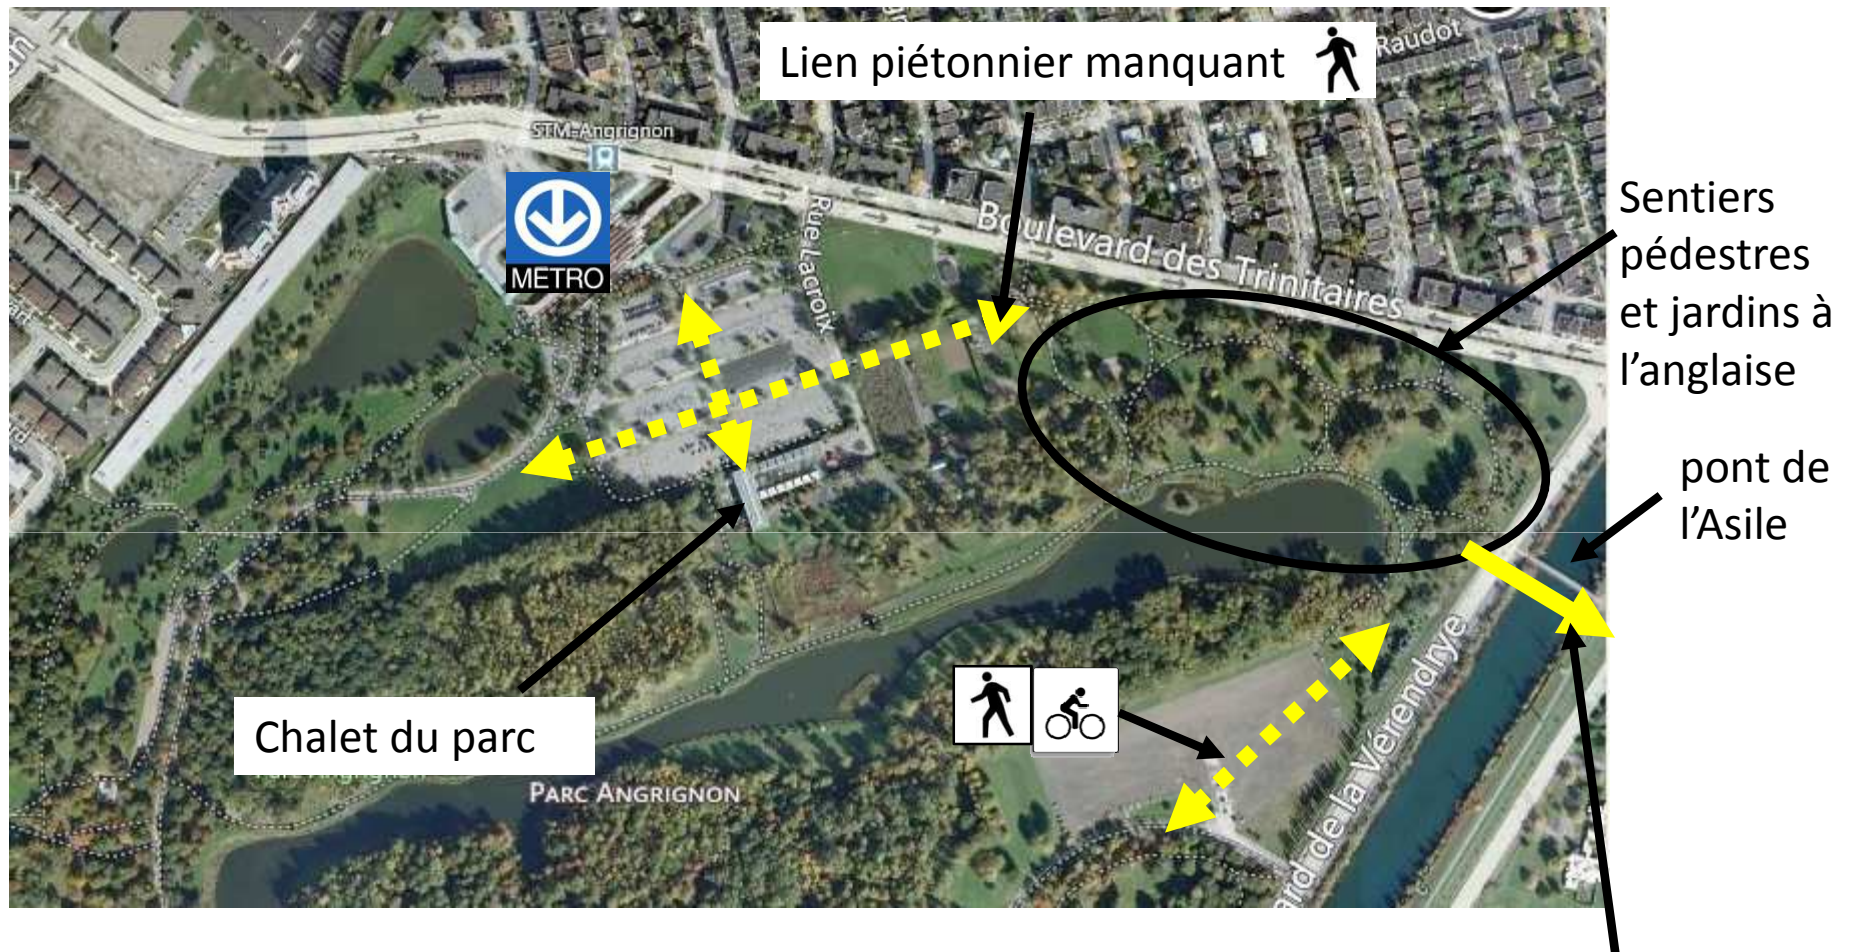 Lien piétonnier manquant
Raudot
STM-Angrignon
METRO
Rue Lacroix
Boulevard des Trinitaires
Sentiers
pédestres
et jardins à
l’anglaise
pont de
l’Asile
Chalet du parc
PARC ANGRIGNON
ard de la Vérendrye